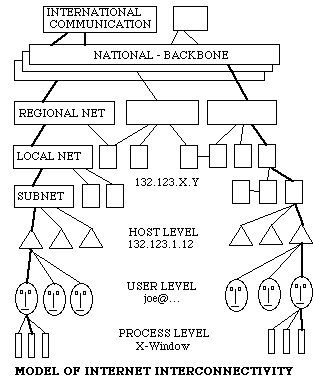 INTERNATIONAL
COMMUNICATION
NATIONAL - BACKBONE
REGIONAL NET
LOCAL NET
132.123.X.Y
SUBNET
HOST LEVEL
132.123.1.12
USER LEVEL
joe@...
PROCESS LEVEL
X-Window
MODEL OF INTERNET INTERCONNECTIVITY